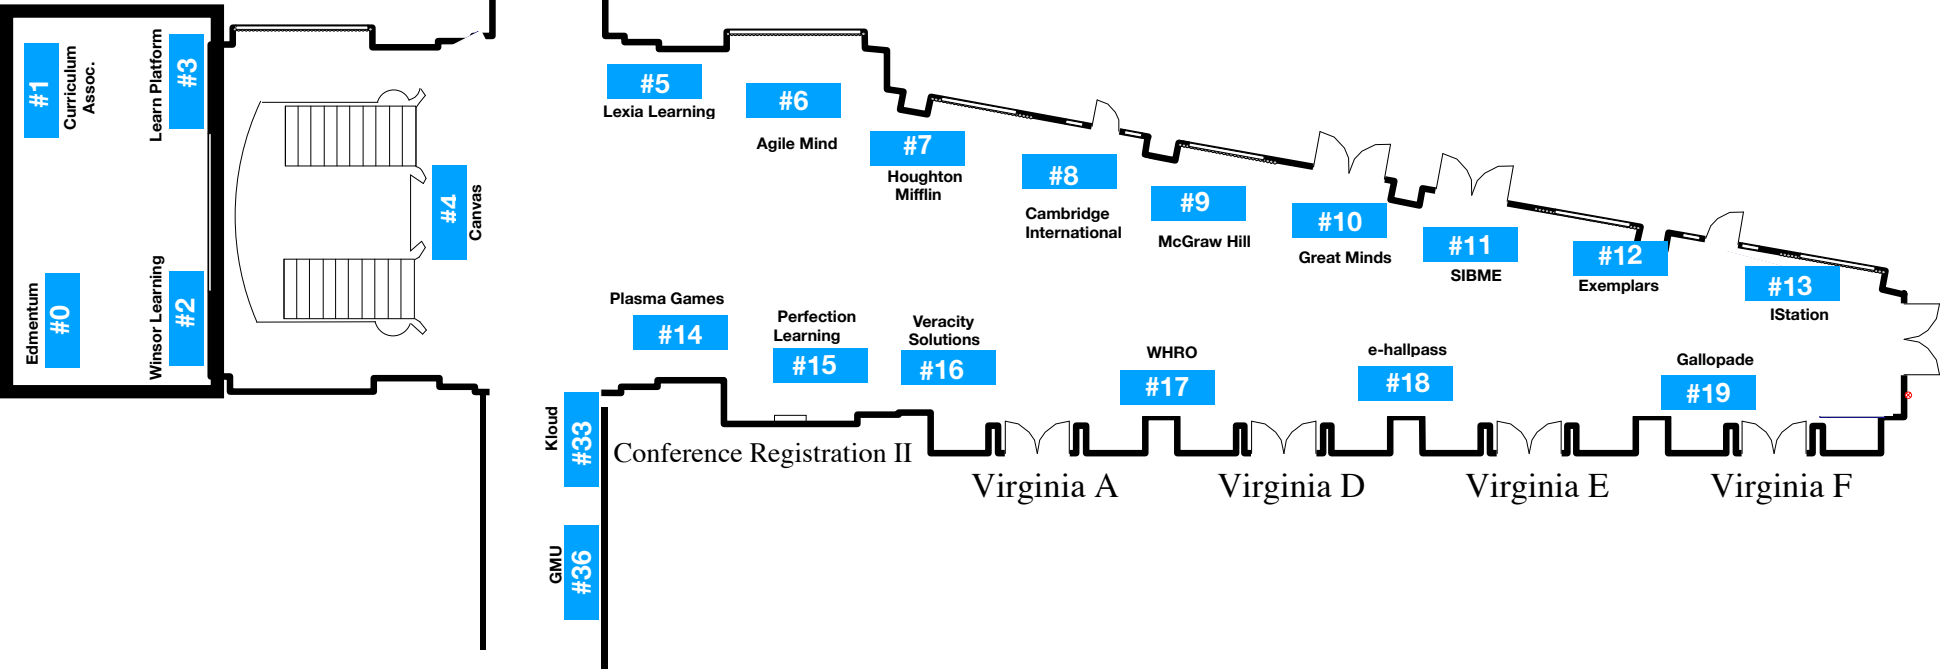 #1
Curriculum
Assoc.
Learn Platform
#3
Edmentum
#0
Winsor Learning
#2
#4
Canvas
#5
Lexia Learning
#6
Agile Mind
#7
Houghton
Mifflin
#8
Cambridge
International
#9
McGraw Hill
#10
Great Minds
#11
SIBME
#12
Exemplars
#13
IStation
Plasma Games
#14
Perfection
Learning
#15
Veracity
Solutions
#16
WHRO
#17
e-hallpass
#18
Gallopade
#19
Kloud
#33
GMU
#36
Conference Registration II
Virginia A
Virginia D
Virginia E
Virginia F